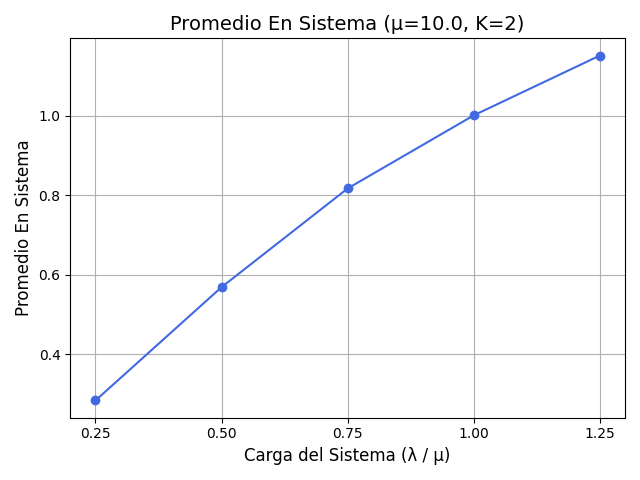 Promedio En Sistema (μ=10.0, K=2)
Promedio En Sistema
1.0
0.8
0.6
0.4
0.25 0.50 0.75 1.00 1.25
Carga del Sistema (λ / μ)